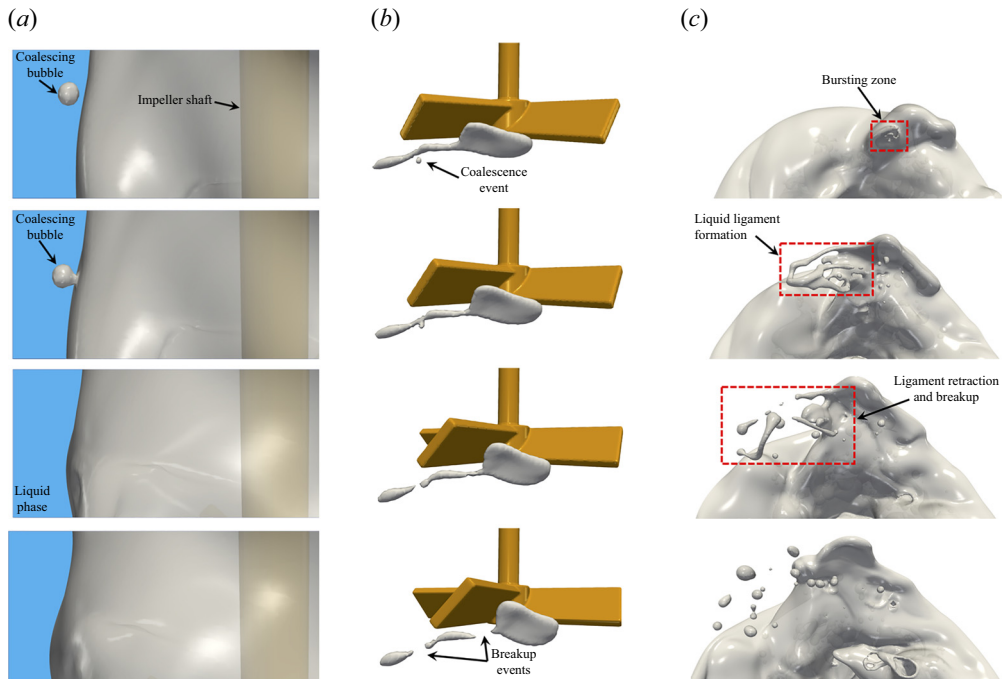 (a)
(b)
(c)
Coalescing
bubble
Impeller shaft
Coalescence
event
Bursting zone
Coalescing
bubble
Liquid ligament
formation
Liquid
phase
Ligament retraction
and breakup
Breakup
events